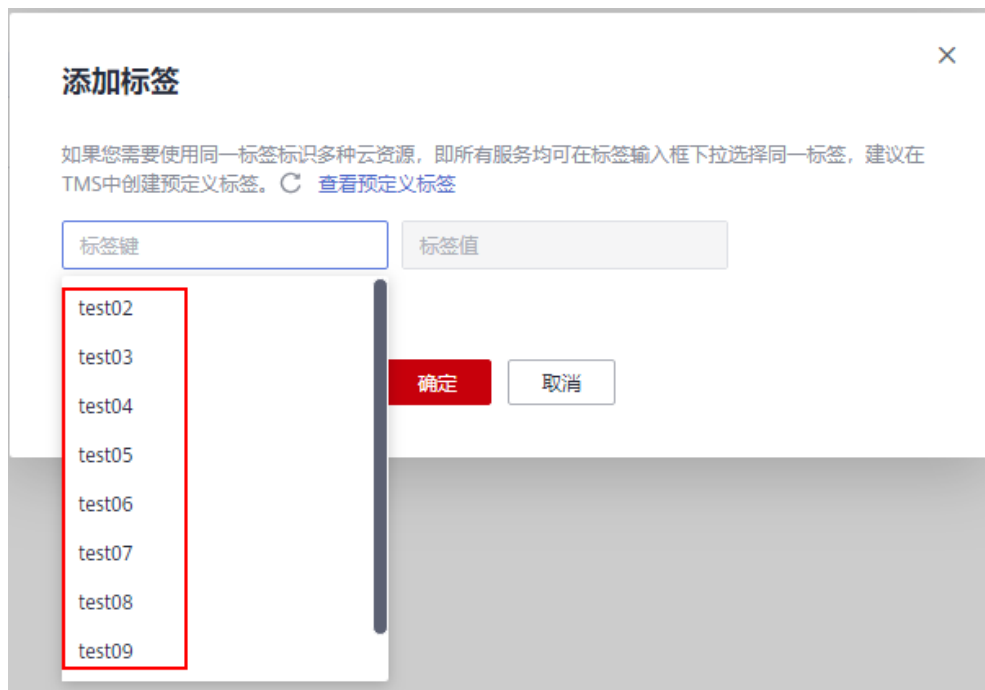 添加标签
如果您需要使用同一标签标识多种云资源，即所有服务均可在标签输入框下拉选择同一标签，建议在
TMS中创建预定义标签。 查看预定义标签
标签键 标签值
test02
test03
确定 取消
test04
test05
test06
test07
test08
test09